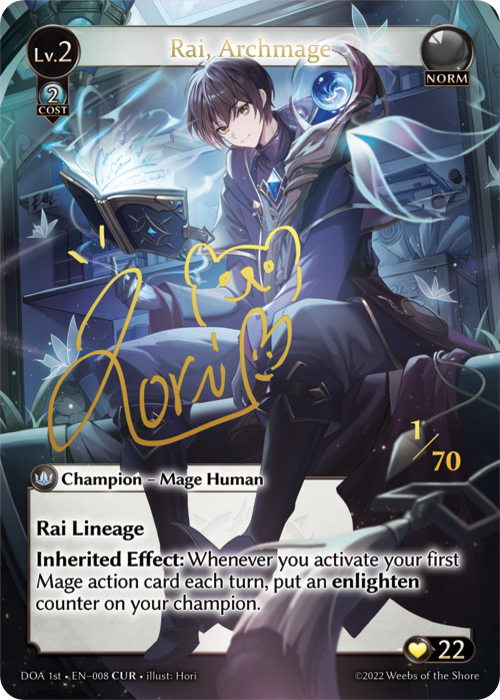 Lv.2
Rai, Archmage
NORM
2
COST
Hori
1/70
Champion – Mage Human
Rai Lineage
Inherited Effect: Whenever you activate your first
Mage action card each turn, put an enlighten
counter on your champion.
22
DOA 1st • EN–008 CUR • illust: Hori
©2022 Weebs of the Shore